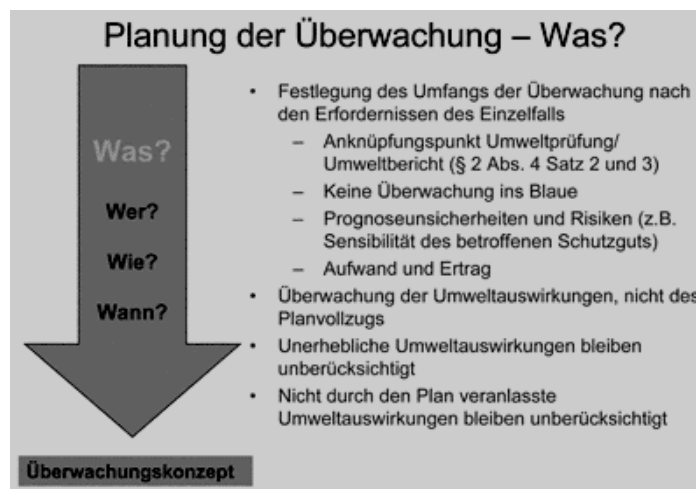 Planung der Überwachung – Was?
Was?
Wer?
Wie?
Wann?
Überwachungskonzept
• Festlegung des Umfangs der Überwachung nach
den Erfordernissen des Einzelfalls
– Anknüpfungspunkt Umweltprüfung/
Umweltbericht (§ 2 Abs. 4 Satz 2 und 3)
– Keine Überwachung ins Blaue
– Prognoseunsicherheiten und Risiken (z.B.
Sensibilität des betroffenen Schutzguts)
– Aufwand und Ertrag
• Überwachung der Umweltauswirkungen, nicht des
Planvollzugs
• Unerhebliche Umweltauswirkungen bleiben
unberücksichtigt
• Nicht durch den Plan veranlasste
Umweltauswirkungen bleiben unberücksichtigt